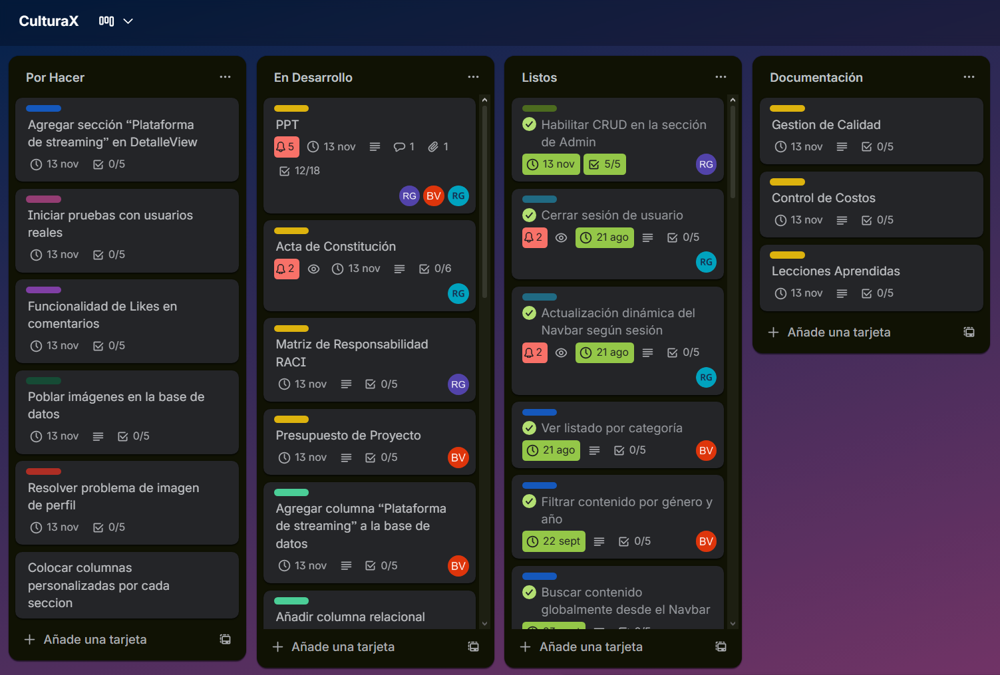 CulturaX
Por Hacer
Agregar sección “Plataforma
de streaming” en DetalleView
13 nov 0/5
Iniciar pruebas con usuarios
reales
13 nov 0/5
Funcionalidad de Likes en
comentarios
13 nov 0/5
Poblar imágenes en la base de
datos
13 nov 0/5
Resolver problema de imagen
de perfil
13 nov 0/5
Colocar columnas
personalizadas por cada
seccion
Añade una tarjeta
En Desarrollo
PPT
5 13 nov 1 1
12/18
RG BV RG
Acta de Constitución
2 13 nov 0/6
RG
Matriz de Responsabilidad
RACI
13 nov 0/5 RG
Presupuesto de Proyecto
13 nov 0/5 BV
Agregar columna “Plataforma
de streaming” a la base de
datos
13 nov 0/5 BV
Añadir columna relacional
Añade una tarjeta
Listos
Habilitar CRUD en la sección
de Admin
13 nov 5/5 RG
Cerrar sesión de usuario
2 21 ago 0/5
RG
Actualización dinámica del
Navbar según sesión
2 21 ago 0/5
RG
Ver listado por categoría
21 ago 0/5 BV
Filtrar contenido por género y
año
22 sept 0/5 BV
Buscar contenido
globalmente desde el Navbar
Añade una tarjeta
Documentación
Gestion de Calidad
13 nov 0/5
Control de Costos
13 nov 0/5
Lecciones Aprendidas
13 nov 0/5
Añade una tarjeta